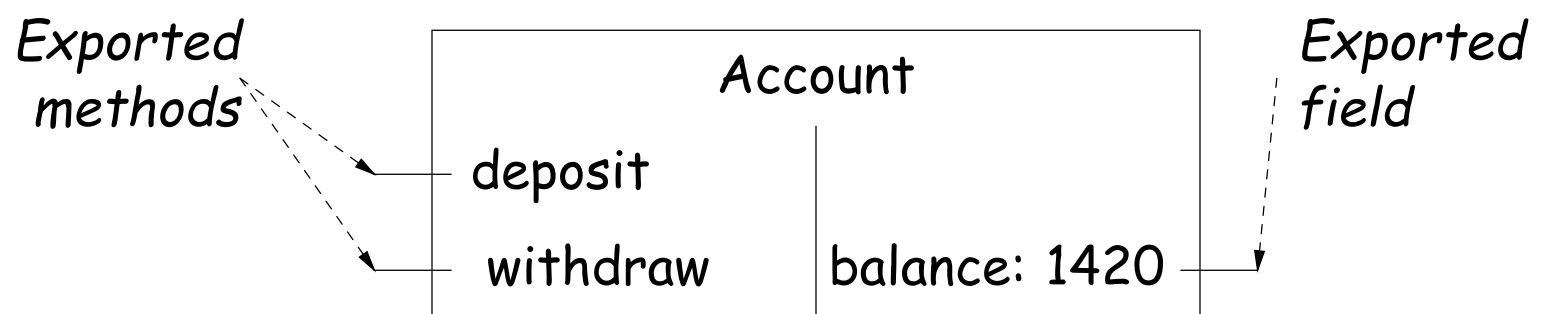 Exported
methods
Account
deposit
withdraw
balance: 1420
Exported
field